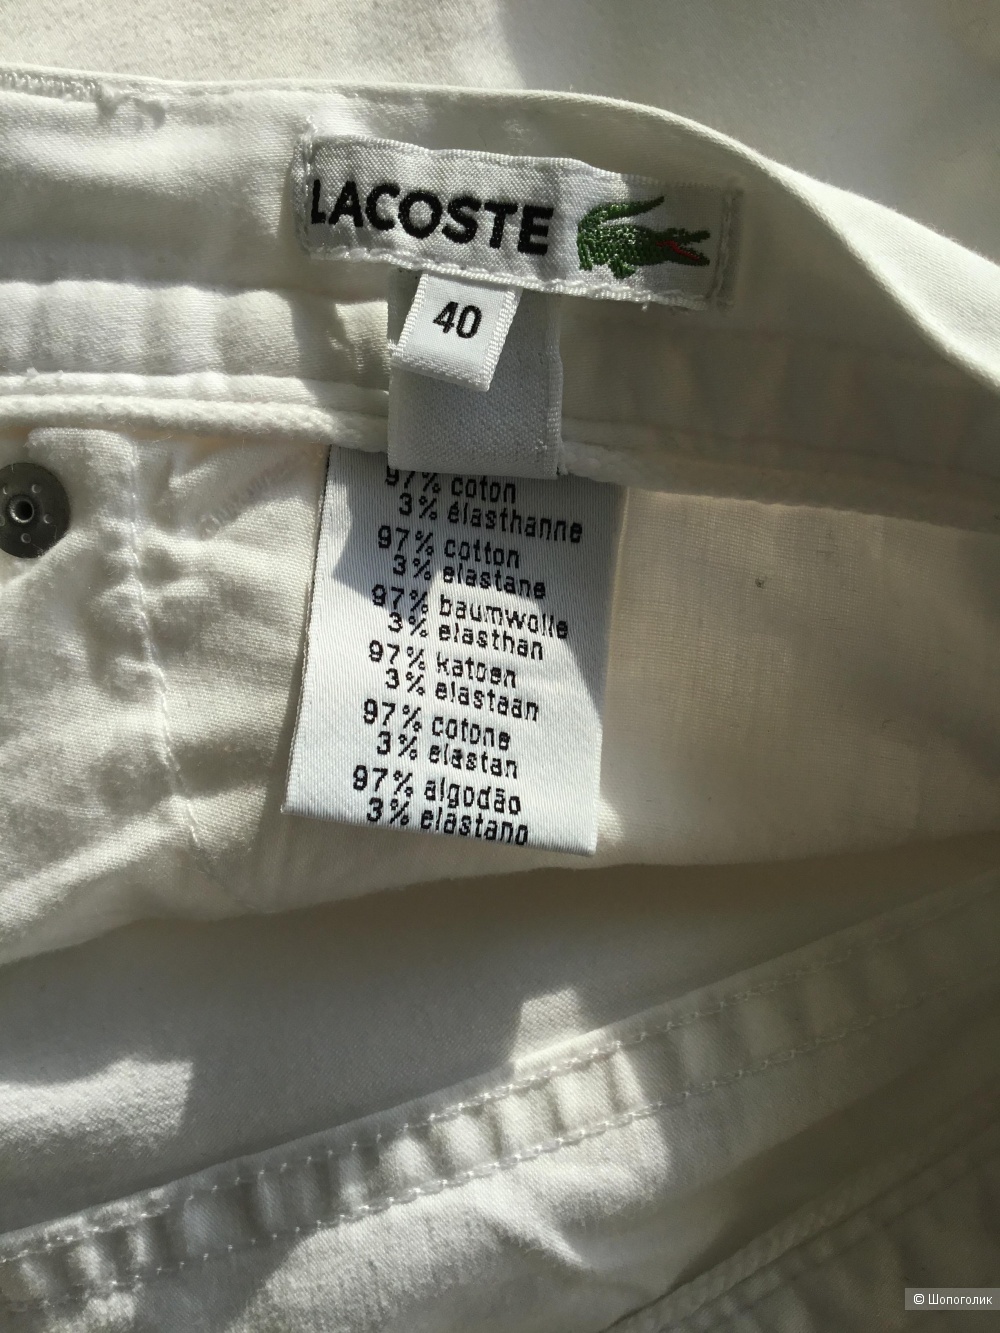 LACOSTE
40
97% coton
3% élasthanne
97% cotton
3% elastane
97% baumwolle
3% elasthan
97% katoen
3% elastaan
97% cotone
3% elastan
97% algodão
3% elastano
© Шопоголик